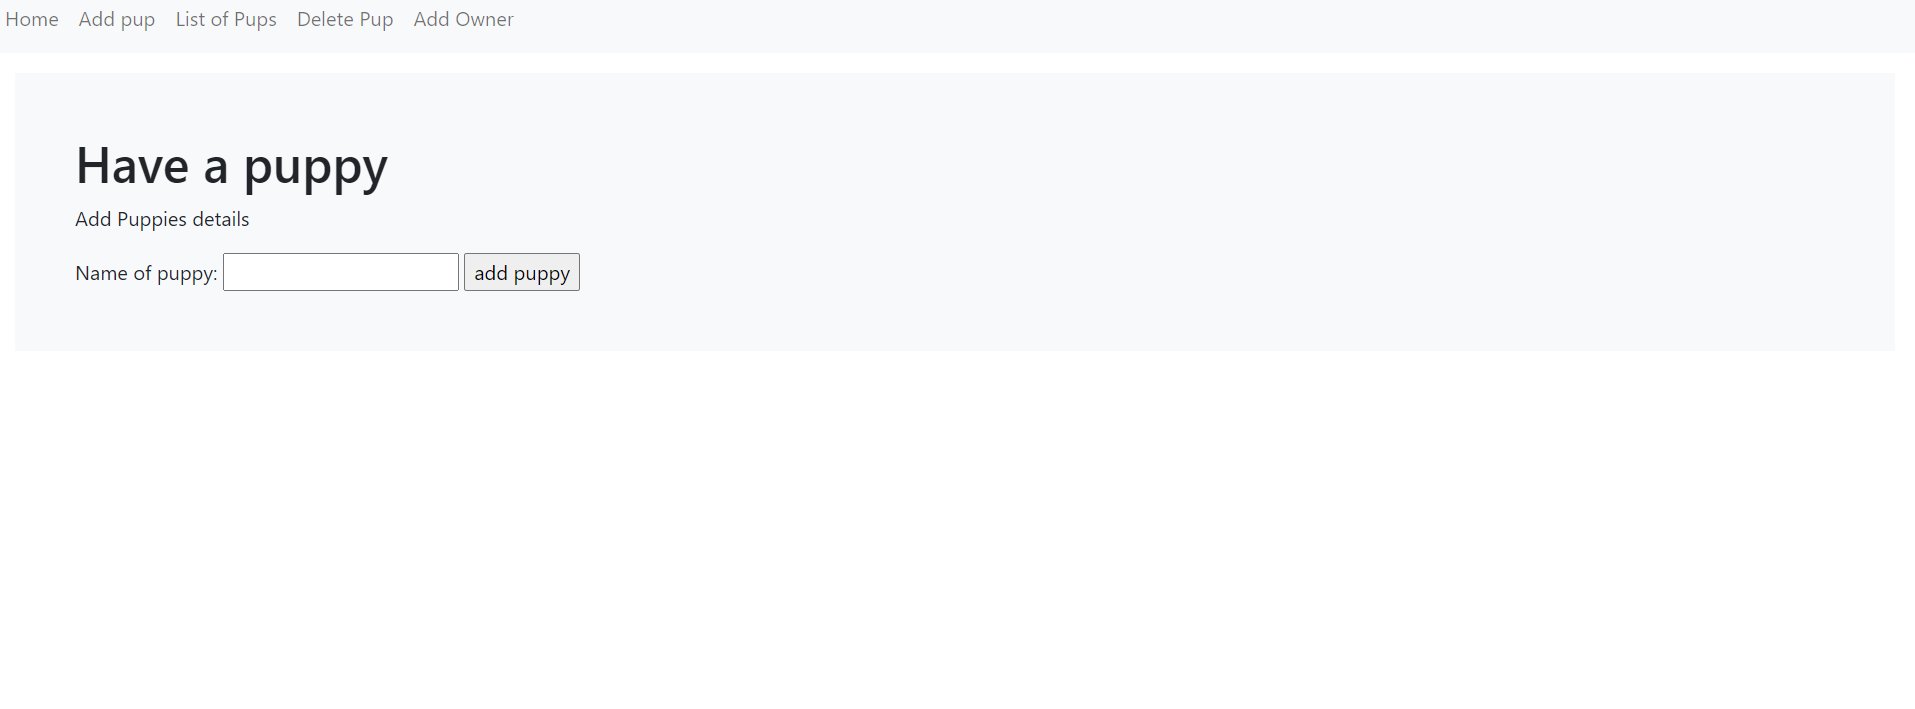 Home Add pup List of Pups Delete Pup Add Owner
Have a puppy
Add Puppies details
Name of puppy: add puppy